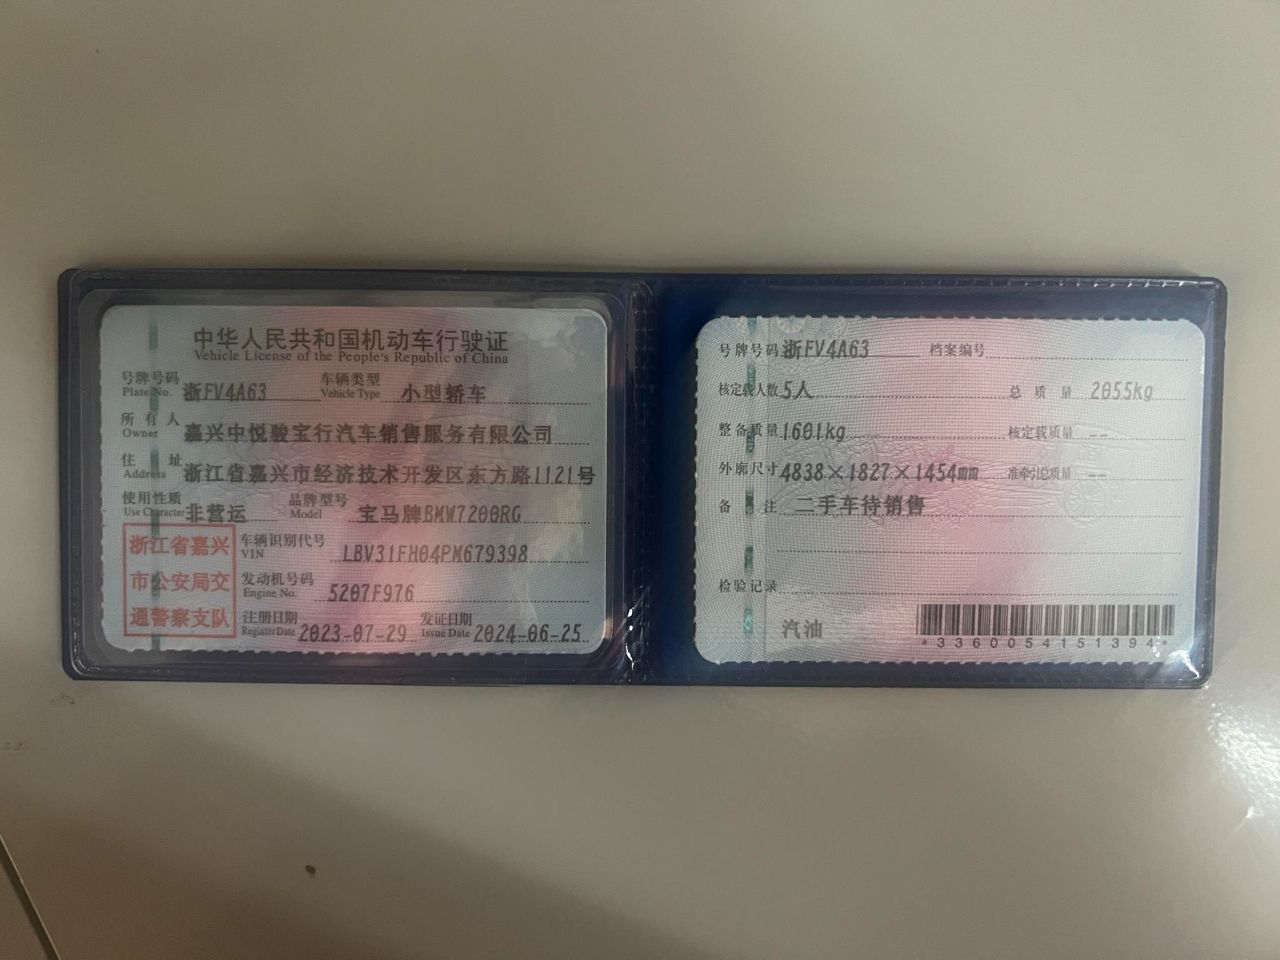 中华人民共和国机动车行驶证
Vehicle License of the People's Republic of China
号牌号码 浙FV4A63 车辆类型 小型轿车
Plate No. Vehicle Type
所有人 嘉兴中悦骏宝行汽车销售服务有限公司
Owner
住址 浙江省嘉兴市经济技术开发区东方路1121号
Address
使用性质 非营运 品牌型号 宝马牌BMW7200RG
Use Character Model
浙江省嘉兴
市公安局交
通警察支队
车辆识别代号 LBV31FH04PM679398
VIN
发动机号码 5207F976
Engine No.
注册日期 2023-07-29 发证日期 2024-06-25
Register Date Issue Date
号牌号码 浙FV4A63 档案编号
核定载人数 5人 总质量 2055kg
整备质量 1601kg 核定载质量 --
外廓尺寸 4838×1827×1454mm 准牵引总质量 --
备注 二手车待销售
检验记录
汽油
*3360054151394*